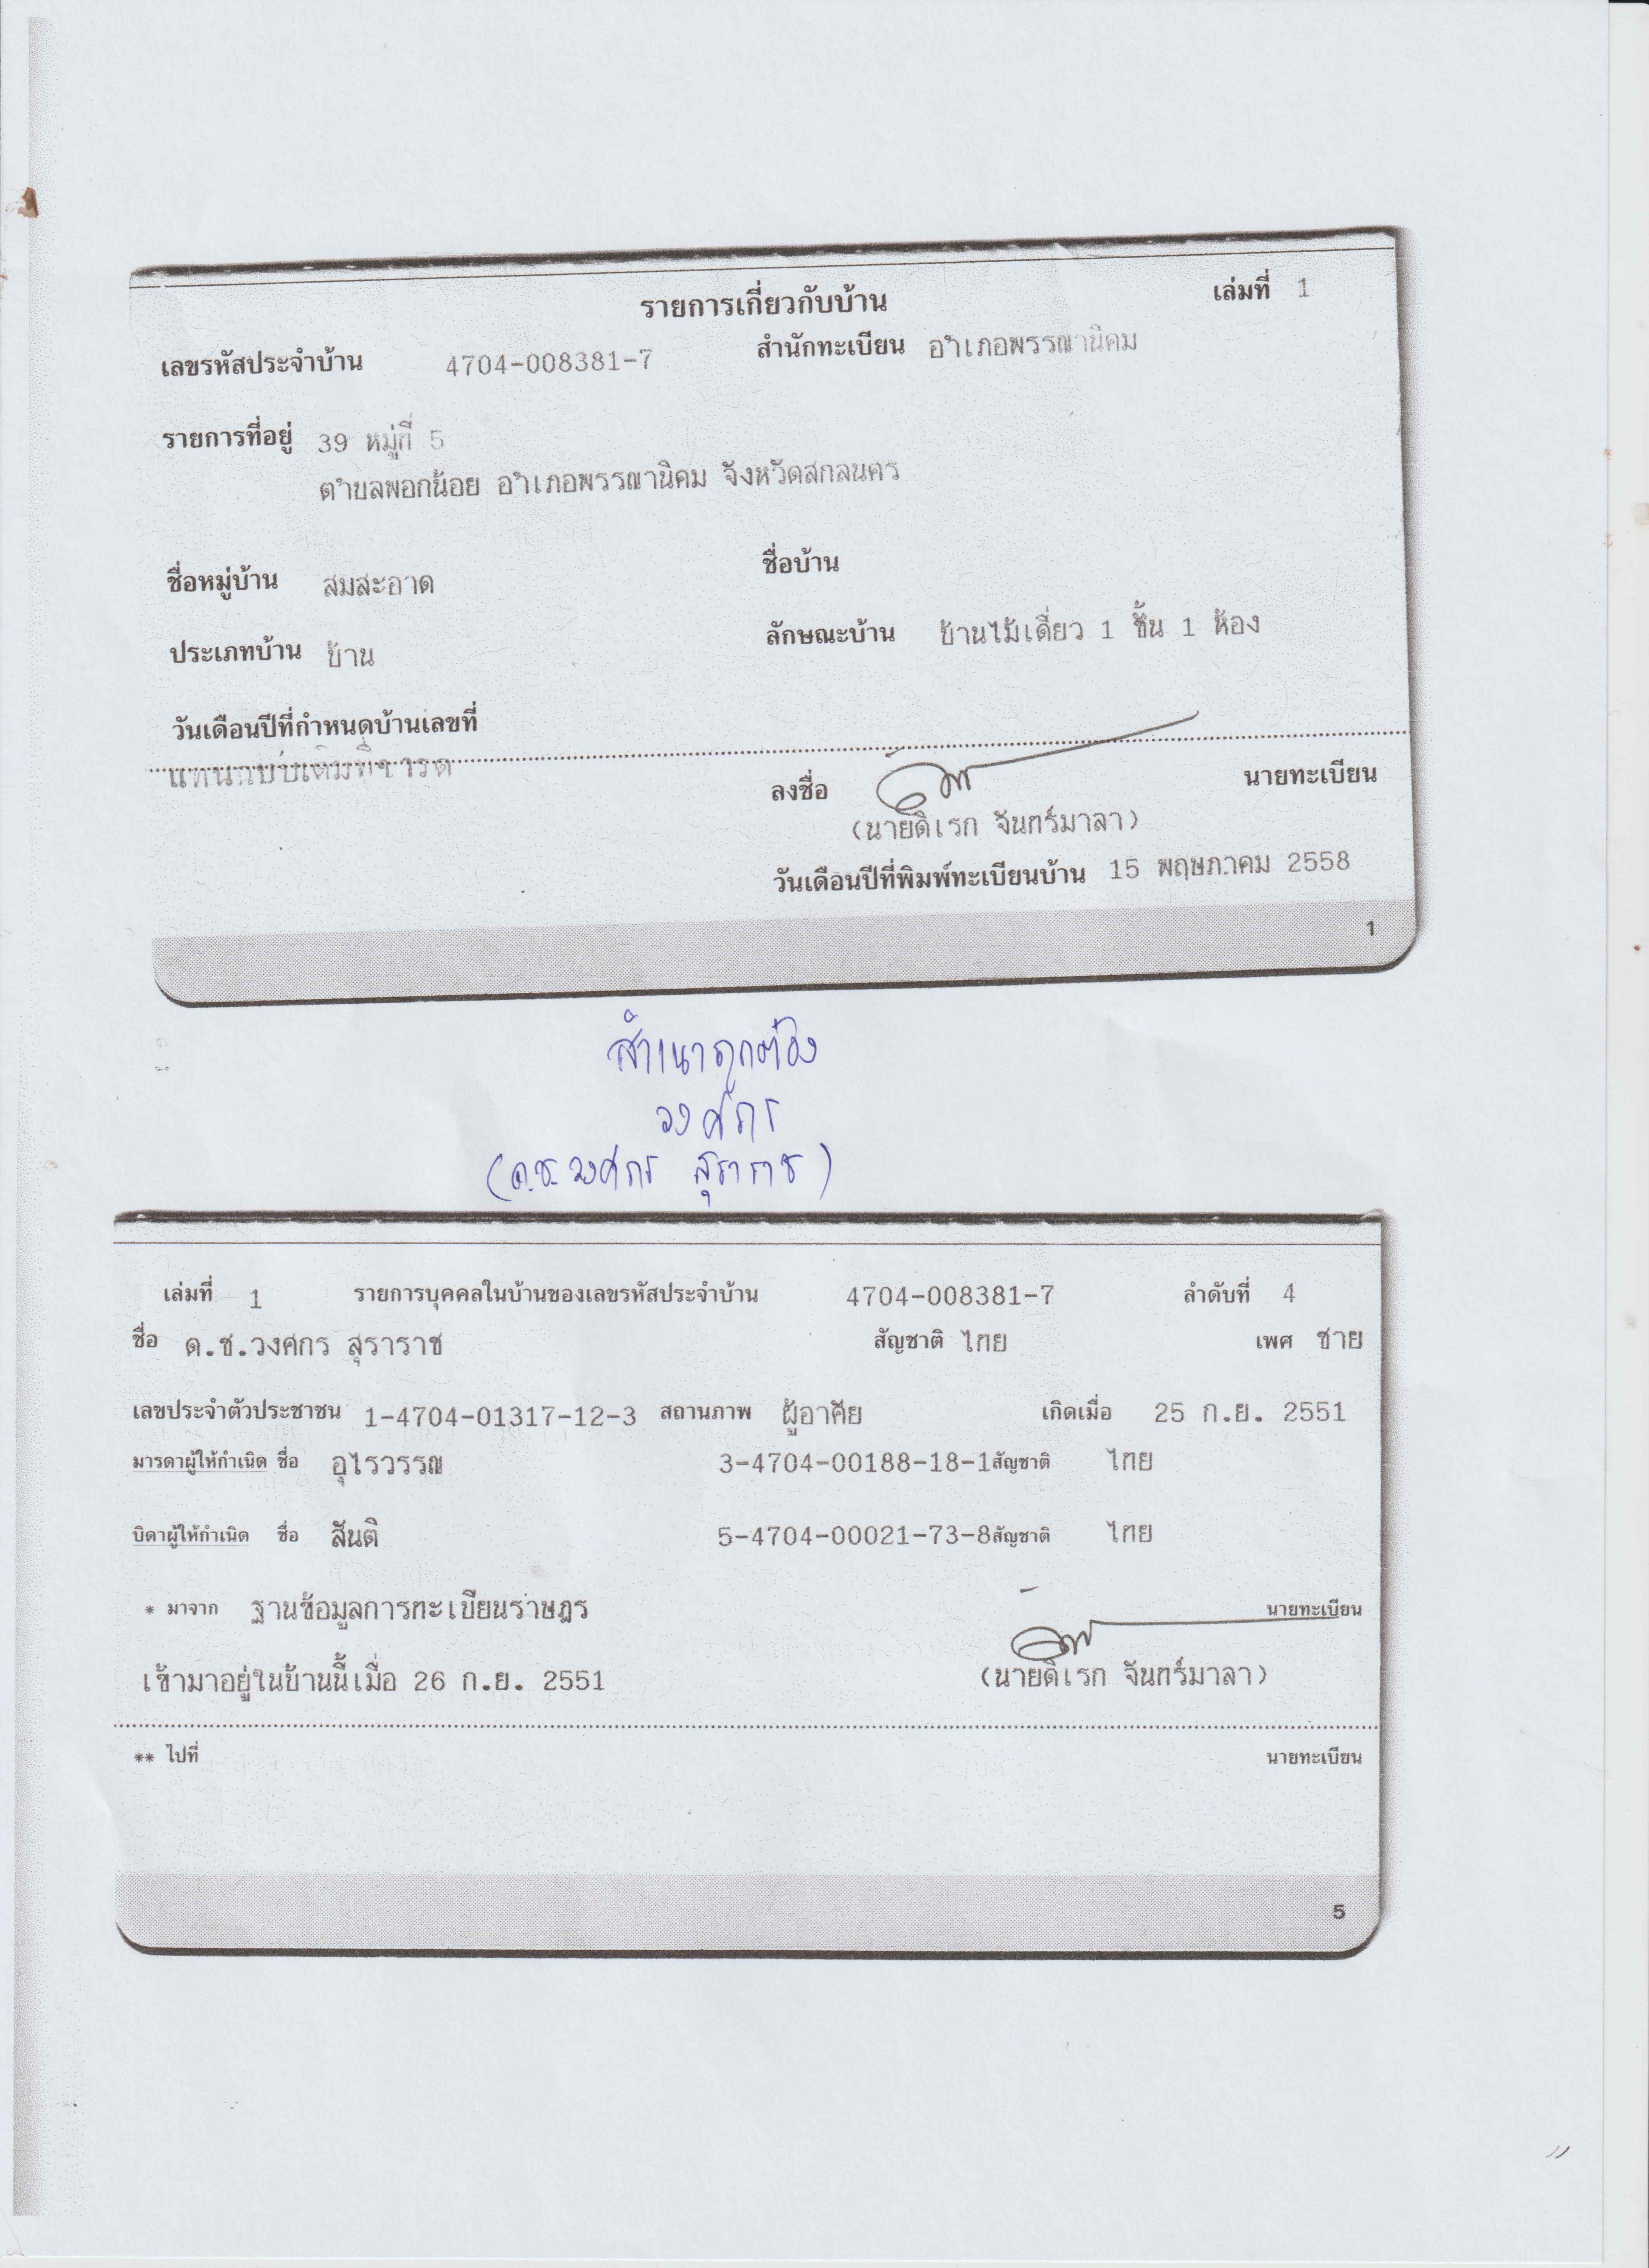 รายการเกี่ยวกับบ้าน เล่มที่ 1
เลขรหัสประจำบ้าน 4704-008381-7 สำนักทะเบียน อำเภอพรรณานิคม
รายการที่อยู่ 39 หมู่ที่ 5
ตำบลพอกน้อย อำเภอพรรณานิคม จังหวัดสกลนคร
ชื่อหมู่บ้าน สมสะอาด ชื่อบ้าน
ประเภทบ้าน บ้าน ลักษณะบ้าน บ้านไม้เดี่ยว 1 ชั้น 1 ห้อง
วันเดือนปีที่กำหนดบ้านเลขที่
แทนฉบับเดิมที่ชำรุด
ลงชื่อ นายทะเบียน
(นายดิเรก จันทร์มาลา)
วันเดือนปีที่พิมพ์ทะเบียนบ้าน 15 พฤษภาคม 2558
1
สำเนาถูกต้อง
วงศกร
(ด.ช.วงศกร สุราราช)
เล่มที่ 1 รายการบุคคลในบ้านของเลขรหัสประจำบ้าน 4704-008381-7 ลำดับที่ 4
ชื่อ ด.ช.วงศกร สุราราช สัญชาติ ไทย เพศ ชาย
เลขประจำตัวประชาชน 1-4704-01317-12-3 สถานภาพ ผู้อาศัย เกิดเมื่อ 25 ก.ย. 2551
มารดาผู้ให้กำเนิด ชื่อ อุไรวรรณ 3-4704-00188-18-1 สัญชาติ ไทย
บิดาผู้ให้กำเนิด ชื่อ สันติ 5-4704-00021-73-8 สัญชาติ ไทย
* มาจาก ฐานข้อมูลการทะเบียนราษฎร นายทะเบียน
เข้ามาอยู่ในบ้านนี้เมื่อ 26 ก.ย. 2551 (นายดิเรก จันทร์มาลา)
** ไปที่ นายทะเบียน
5